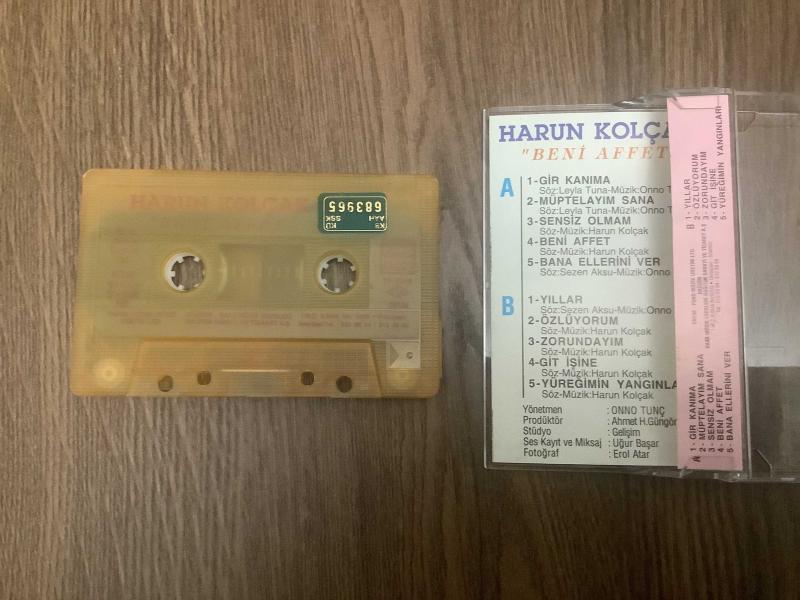 683965
KB
AAH
SSK
KÜ
HARUN KOLÇA
"BENİ AFFET
A
1-GİR KANIMA
Söz:Leyla Tuna-Müzik:Onno T
2-MÜPTELAYIM SANA
Söz:Leyla Tuna-Müzik:Onno T
3-SENSİZ OLMAM
Söz-Müzik:Harun Kolçak
4-BENİ AFFET
Söz-Müzik:Harun Kolçak
5-BANA ELLERİNİ VER
Söz:Sezen Aksu-Müzik:Onno
B
1-YILLAR
Söz:Sezen Aksu-Müzik:Onno
2-ÖZLÜYORUM
Söz-Müzik:Harun Kolçak
3-ZORUNDAYIM
Söz-Müzik:Harun Kolçak
4-GİT İŞİNE
Söz-Müzik:Harun Kolçak
5-YÜREĞİMİN YANGINLA
Söz-Müzik:Harun Kolçak
Yönetmen : ONNO TUNÇ
Prodüktör : Ahmet H.Güngör
Stüdyo : Gelişim
Ses Kayıt ve Miksaj : Uğur Başar
Fotoğraf : Erol Atar
A 1- GİR KANIMA
2- MÜPTELAYIM SANA
3- SENSİZ OLMAM
4- BENİ AFFET
5- BANA ELLERİNİ VER
B 1- YILLAR
2- ÖZLÜYORUM
3- ZORUNDAYIM
4- GİT İŞİNE
5- YÜREĞİMİN YANGINLARI